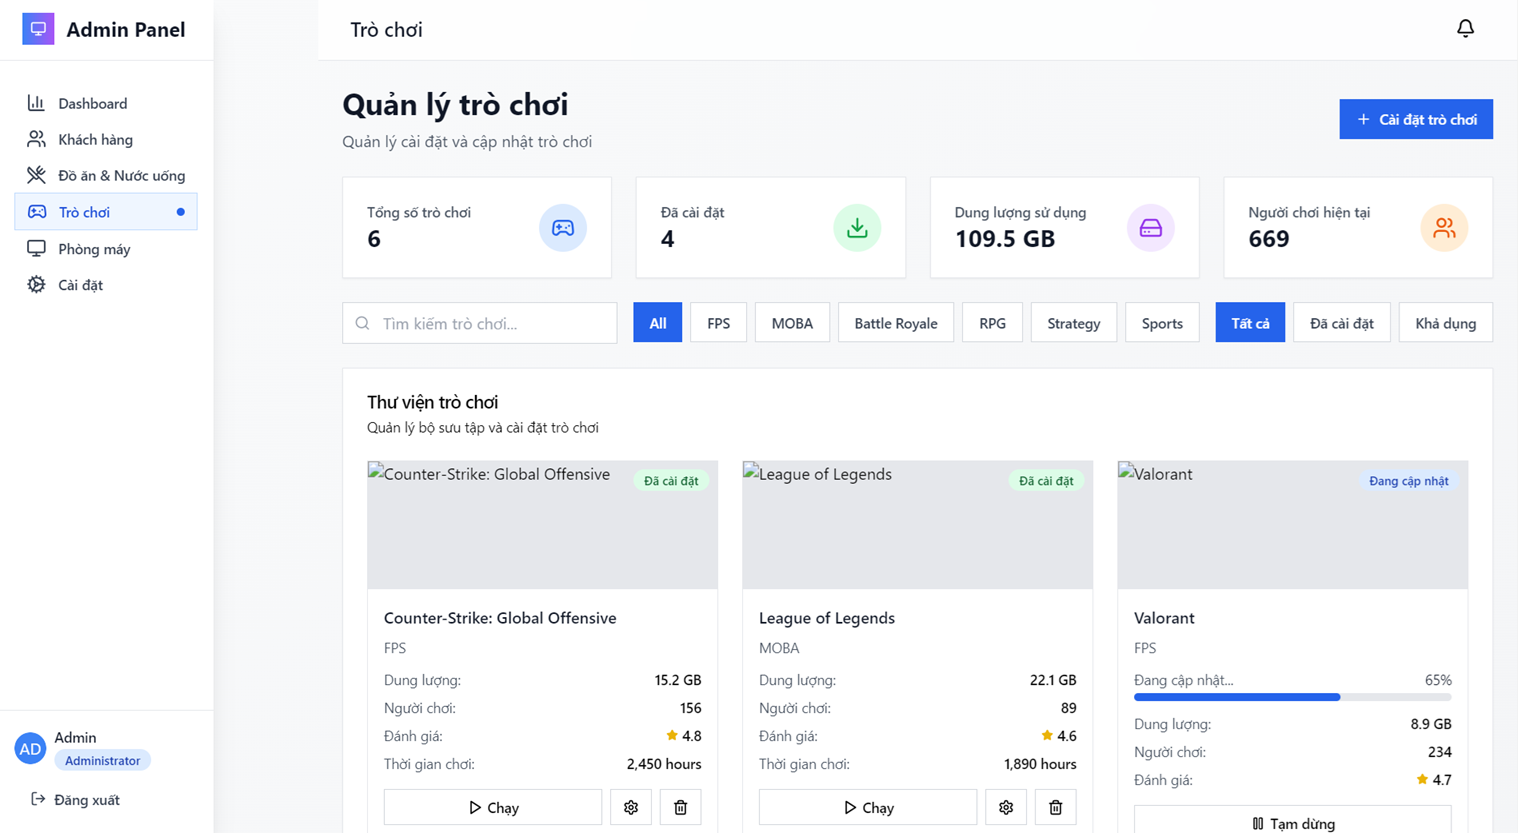 Admin Panel
Trò chơi
Dashboard
Khách hàng
Đồ ăn & Nước uống
Trò chơi
Phòng máy
Cài đặt
Admin
AD
Administrator
Đăng xuất
Quản lý trò chơi
Quản lý cài đặt và cập nhật trò chơi
+ Cài đặt trò chơi
Tổng số trò chơi
6
Đã cài đặt
4
Dung lượng sử dụng
109.5 GB
Người chơi hiện tại
669
Tìm kiếm trò chơi...
All FPS MOBA Battle Royale RPG Strategy Sports Tất cả Đã cài đặt Khả dụng
Thư viện trò chơi
Quản lý bộ sưu tập và cài đặt trò chơi
Counter-Strike: Global Offensive
Đã cài đặt
Counter-Strike: Global Offensive
FPS
Dung lượng: 15.2 GB
Người chơi: 156
Đánh giá: 4.8
Thời gian chơi: 2,450 hours
Chạy
League of Legends
Đã cài đặt
League of Legends
MOBA
Dung lượng: 22.1 GB
Người chơi: 89
Đánh giá: 4.6
Thời gian chơi: 1,890 hours
Chạy
Valorant
Đang cập nhật
Valorant
FPS
Đang cập nhật... 65%
Dung lượng: 8.9 GB
Người chơi: 234
Đánh giá: 4.7
Tạm dừng